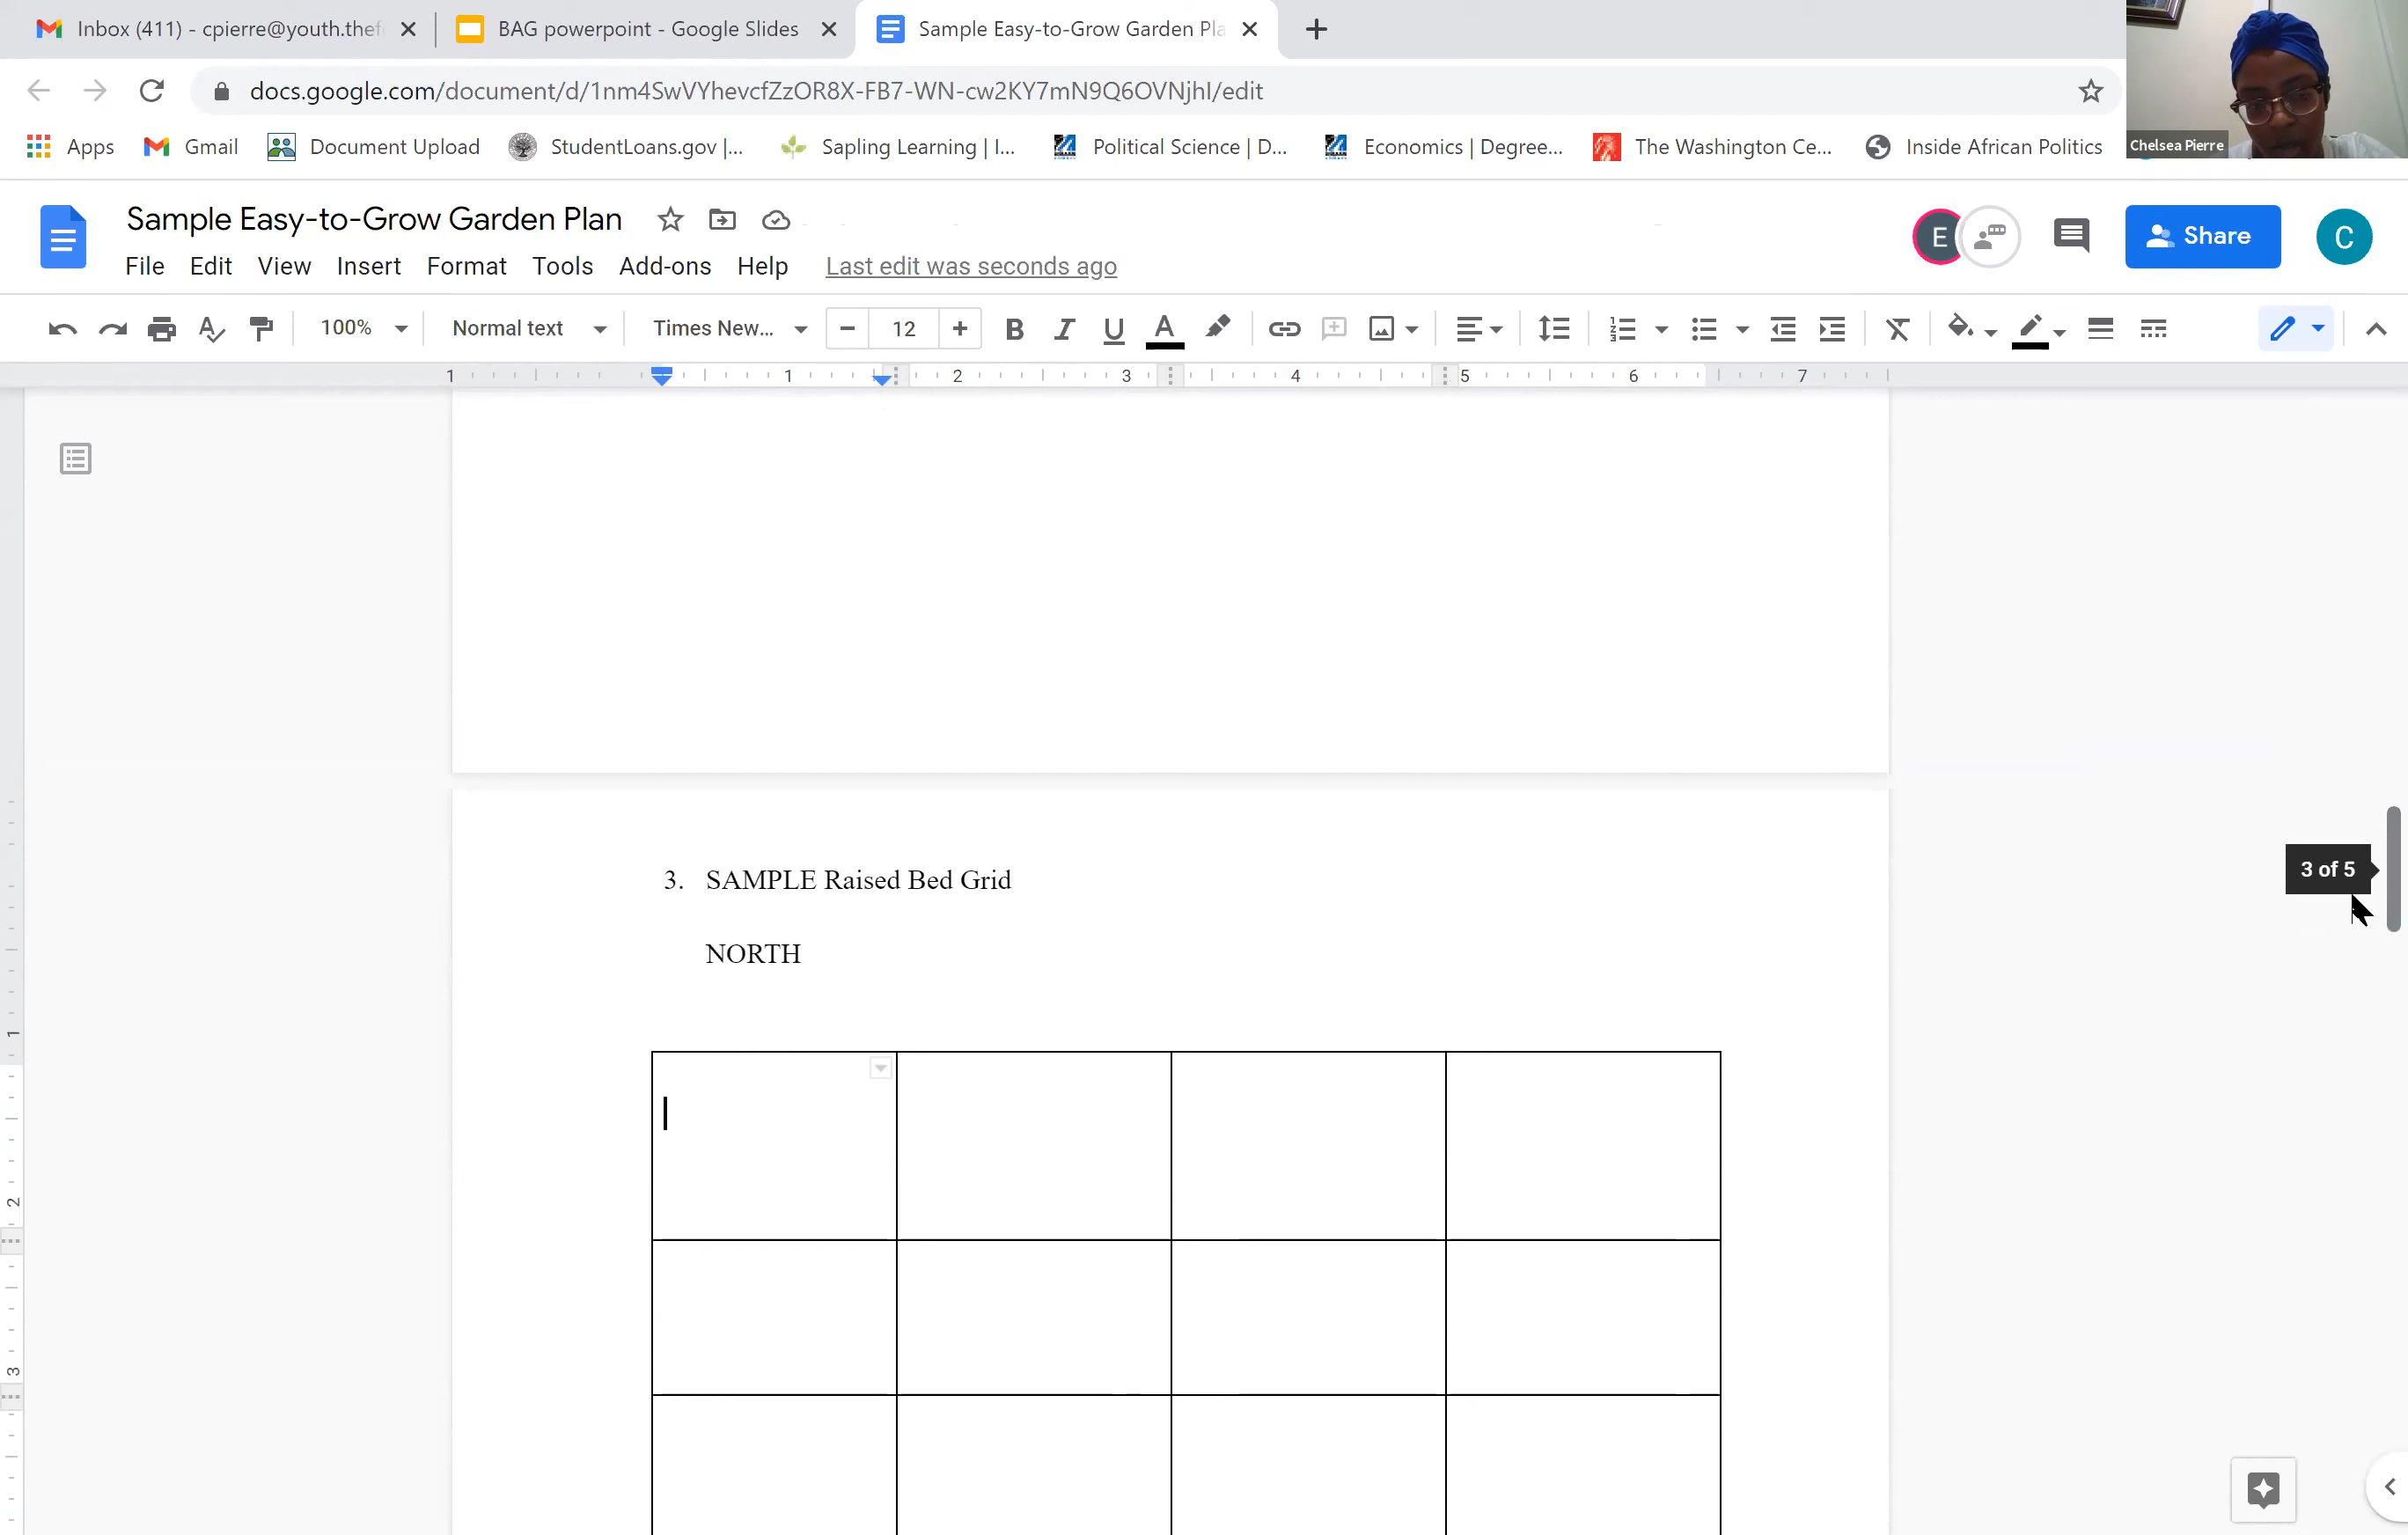 Inbox (411) - cpierre@youth.thef
BAG powerpoint - Google Slides
Sample Easy-to-Grow Garden Pla
docs.google.com/document/d/1nm4SwVYhevcfZzOR8X-FB7-WN-cw2KY7mN9Q6OVNjhI/edit
Apps Gmail Document Upload StudentLoans.gov |... Sapling Learning | I... Political Science | D... Economics | Degree... The Washington Ce... Inside African Politics
Chelsea Pierre
Sample Easy-to-Grow Garden Plan
File Edit View Insert Format Tools Add-ons Help Last edit was seconds ago
E
Share
C
100% Normal text Times New... 12 B I U A
1 1 2 3 4 5 6 7
3. SAMPLE Raised Bed Grid
3 of 5
NORTH
1
2
3